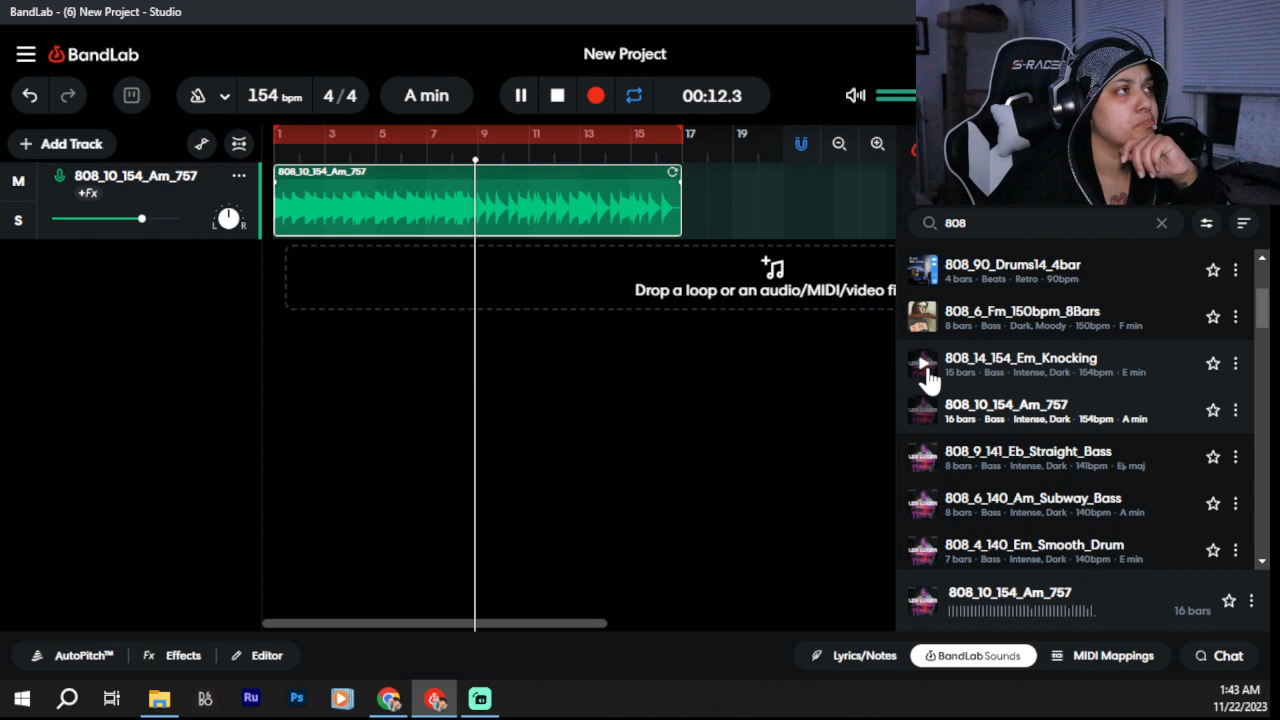 BandLab - (6) New Project - Studio
BandLab
New Project
154 bpm
4/4
A min
00:12.3
S-RACER
Add Track
1 3 5 7 9 11 13 15 17 19
M
808_10_154_Am_757
+Fx
S
L R
808_10_154_Am_757
Drop a loop or an audio/MIDI/video fi
808
808_90_Drums14_4bar
4 bars · Beats · Retro · 90bpm
808_6_Fm_150bpm_8Bars
8 bars · Bass · Dark, Moody · 150bpm · F min
808_14_154_Em_Knocking
15 bars · Bass · Intense, Dark · 154bpm · E min
808_10_154_Am_757
16 bars · Bass · Intense, Dark · 154bpm · A min
808_9_141_Eb_Straight_Bass
8 bars · Bass · Intense, Dark · 141bpm · E♭ maj
808_6_140_Am_Subway_Bass
8 bars · Bass · Intense, Dark · 140bpm · A min
808_4_140_Em_Smooth_Drum
7 bars · Bass · Intense, Dark · 140bpm · E min
808_10_154_Am_757
16 bars
AutoPitch™
Fx Effects
Editor
Lyrics/Notes
BandLab Sounds
MIDI Mappings
Chat
Ru
Ps
1:43 AM
11/22/2023